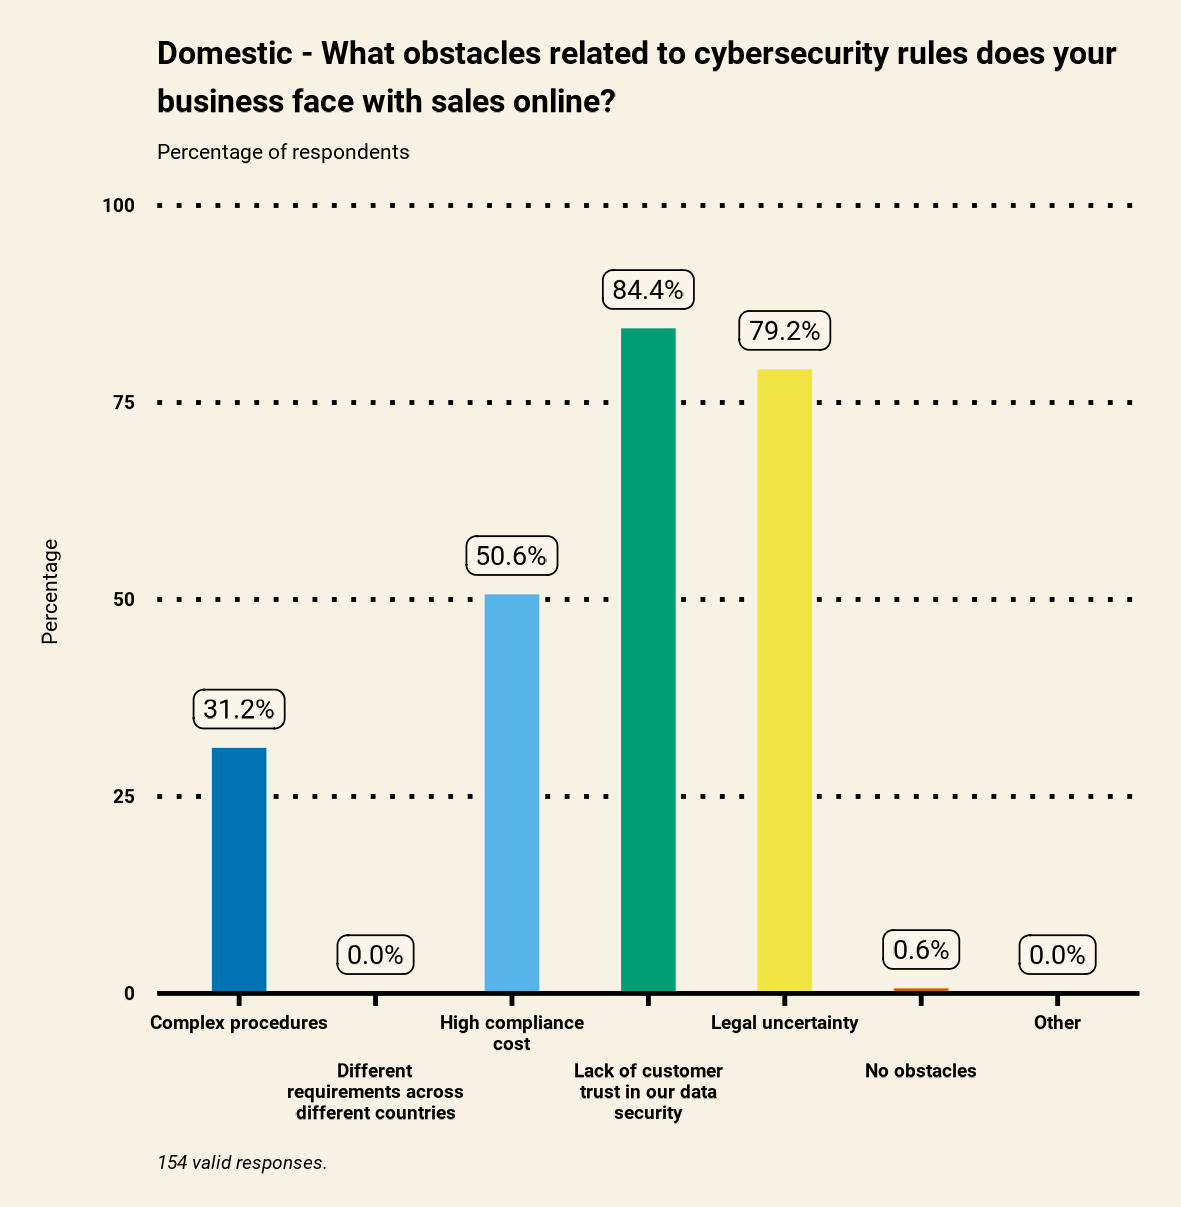 Domestic - What obstacles related to cybersecurity rules does your
business face with sales online?
Percentage of respondents
100
75
50
25
0
Percentage
31.2%
0.0%
50.6%
84.4%
79.2%
0.6%
0.0%
Complex procedures
Different
requirements across
different countries
High compliance
cost
Lack of customer
trust in our data
security
Legal uncertainty
No obstacles
Other
154 valid responses.